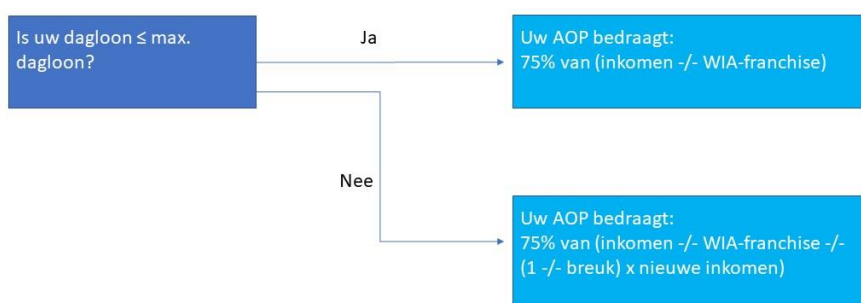 Is uw dagloon ≤ max.
dagloon?
Ja
Uw AOP bedraagt:
75% van (inkomen -/- WIA-franchise)
Nee
Uw AOP bedraagt:
75% van (inkomen -/- WIA-franchise -/-
(1 -/- breuk) x nieuwe inkomen)